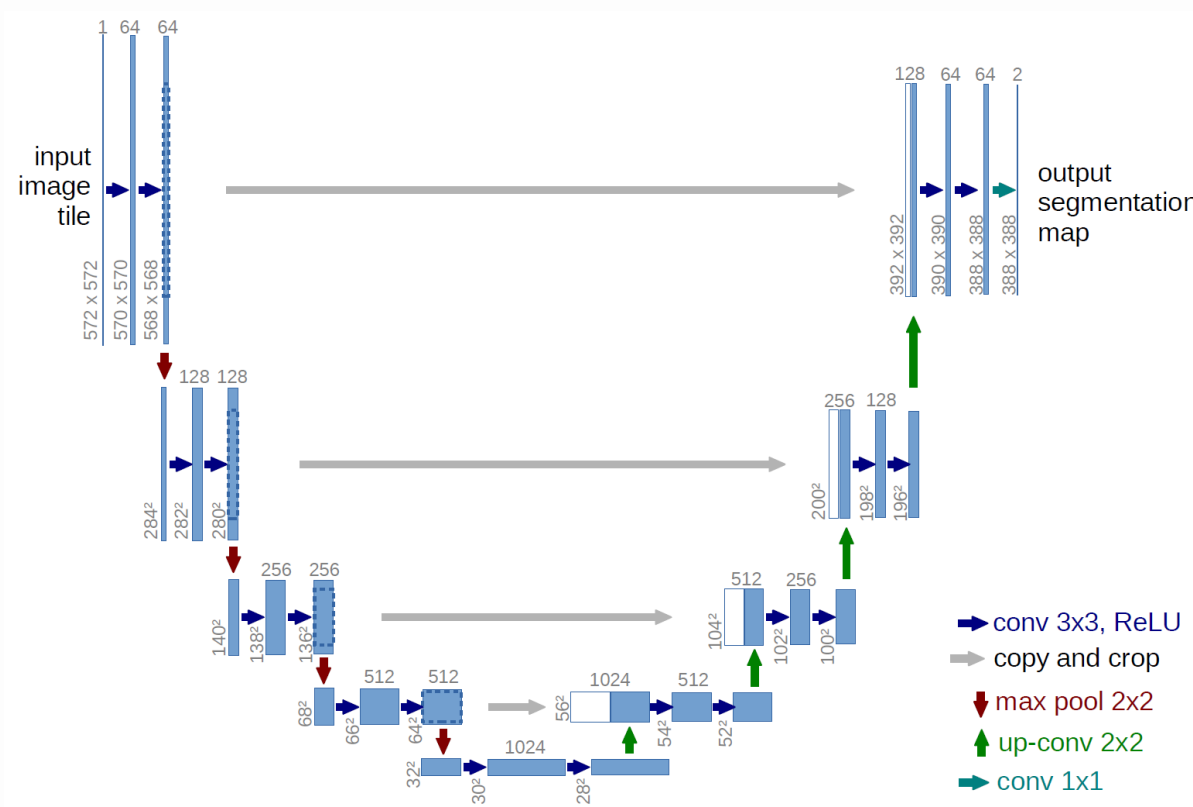 1 64 64
input
image
tile
572 x 572
570 x 570
568 x 568
128 64 64 2
output
segmentation
map
392 x 392
390 x 390
388 x 388
388 x 388
128 128
284²
282²
280²
256 128
200²
198²
196²
256 256
140²
138²
136²
512 256
104²
102²
100²
512 512
68²
66²
64²
1024 512
56²
54²
52²
1024
32²
30²
28²
conv 3x3, ReLU
copy and crop
max pool 2x2
up-conv 2x2
conv 1x1